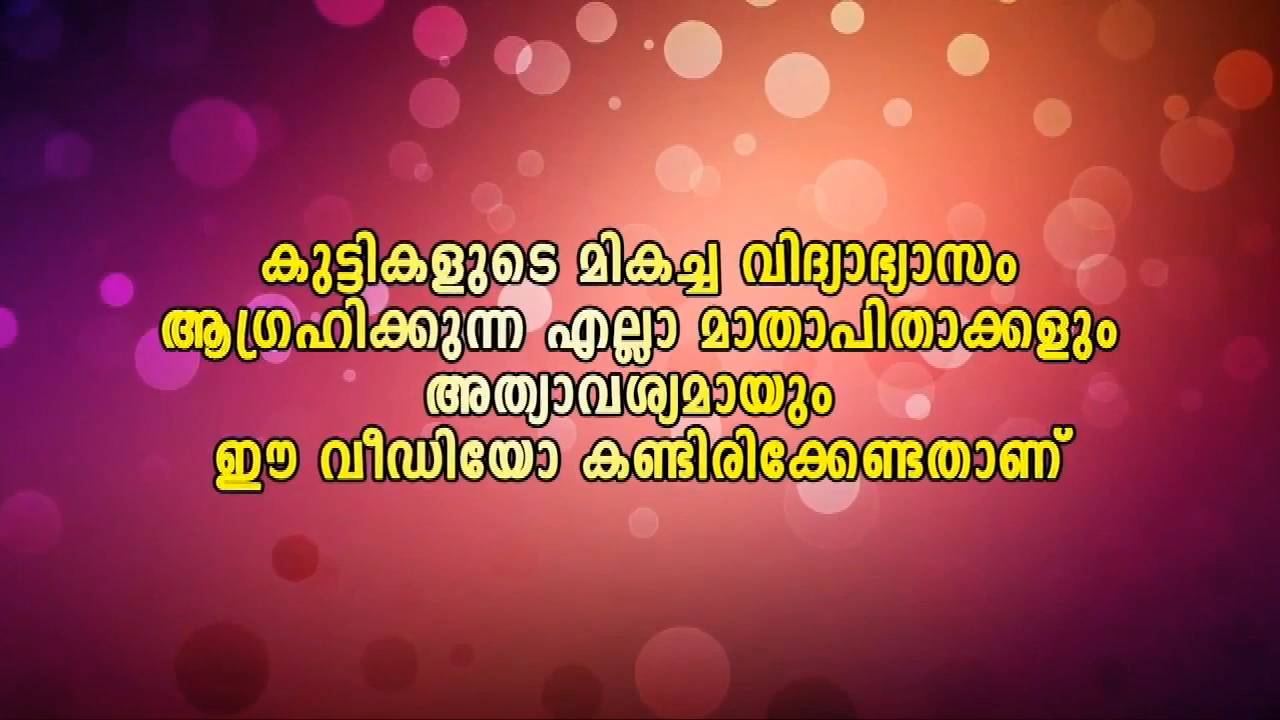 കുട്ടികളുടെ മികച്ച വിദ്യാഭ്യാസം
ആഗ്രഹിക്കുന്ന എല്ലാ മാതാപിതാക്കളും
അത്യാവശ്യമായും
ഈ വീഡിയോ കണ്ടിരിക്കേണ്ടതാണ്